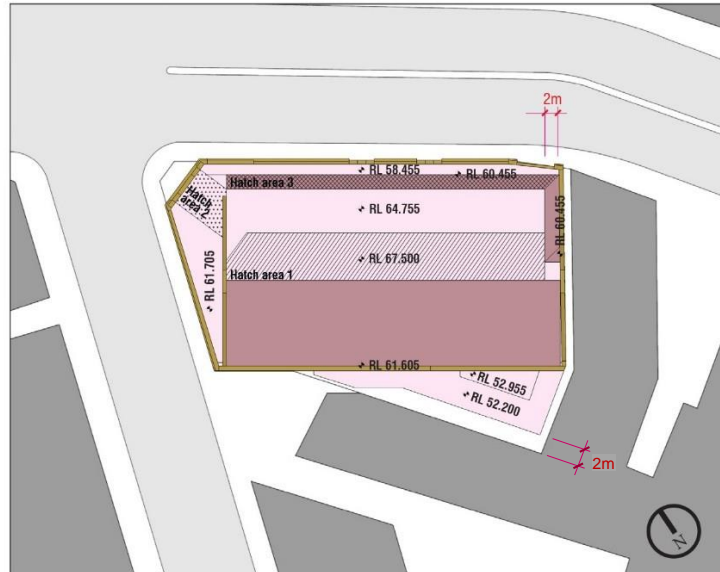 2m
RL 58.455
RL 60.455
Hatch area 3
Hatch
area 2
RL 64.755
RL 60.455
RL 67.500
RL 61.705
Hatch area 1
RL 61.605
RL 52.955
RL 52.200
2m
N